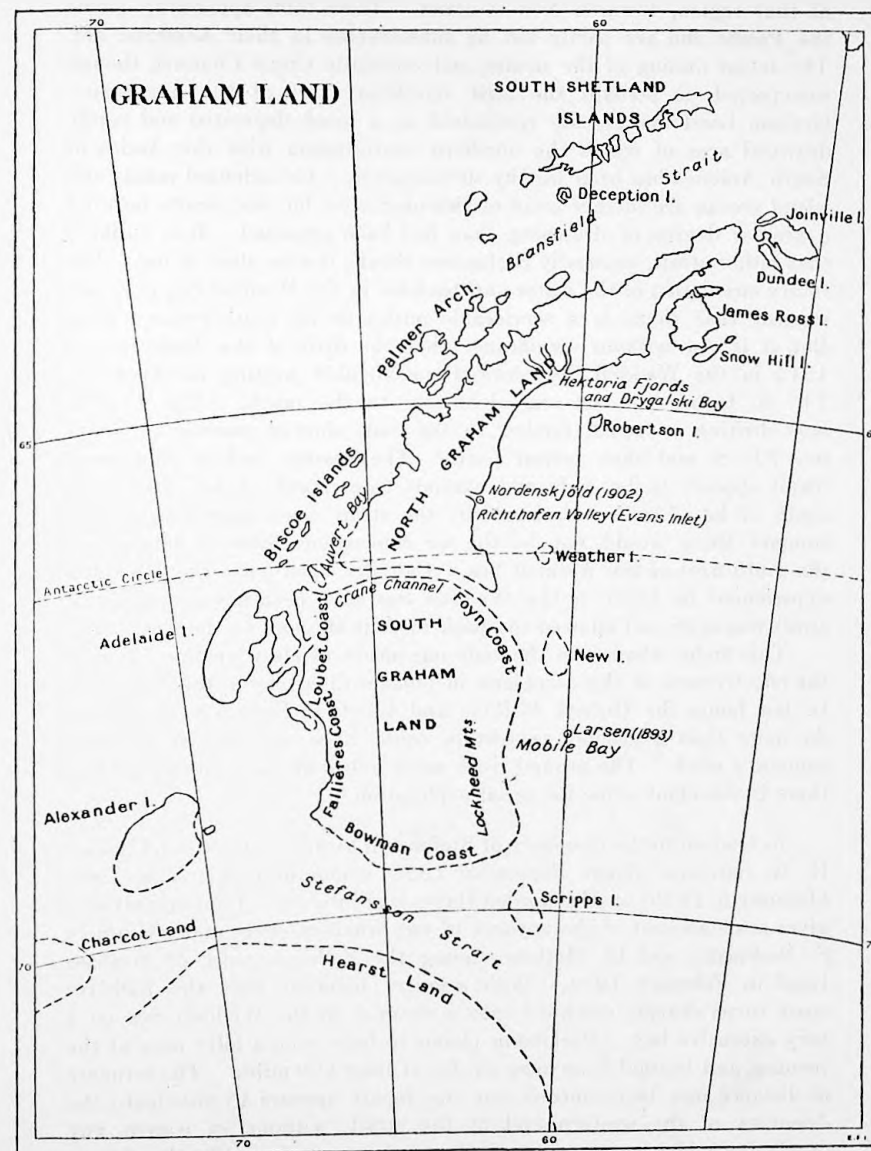 70
60
GRAHAM LAND
SOUTH SHETLAND
ISLANDS
Strait
Deception I.
Bransfield
Joinville I.
Dundee I.
James Ross I.
Snow Hill I.
Palmer Arch.
Hektoria Fjords
and Drygalski Bay
65
6
Robertson I.
NORTH GRAHAM LAND
Biscoe Islands
Auvert Bay
Nordenskjöld (1902)
Richthofen Valley (Evans Inlet)
Weather I.
Antarctic Circle
Crane Channel
Foyn Coast
Adelaide I.
Loubet Coast
SOUTH
GRAHAM
LAND
New I.
Larsen (1893)
Mobile Bay
Fallières Coast
Lockheed Mts
Alexander I.
Bowman Coast
Stefansson Strait
Scripps I.
Charcot Land
70
7
Hearst
Land
70
60